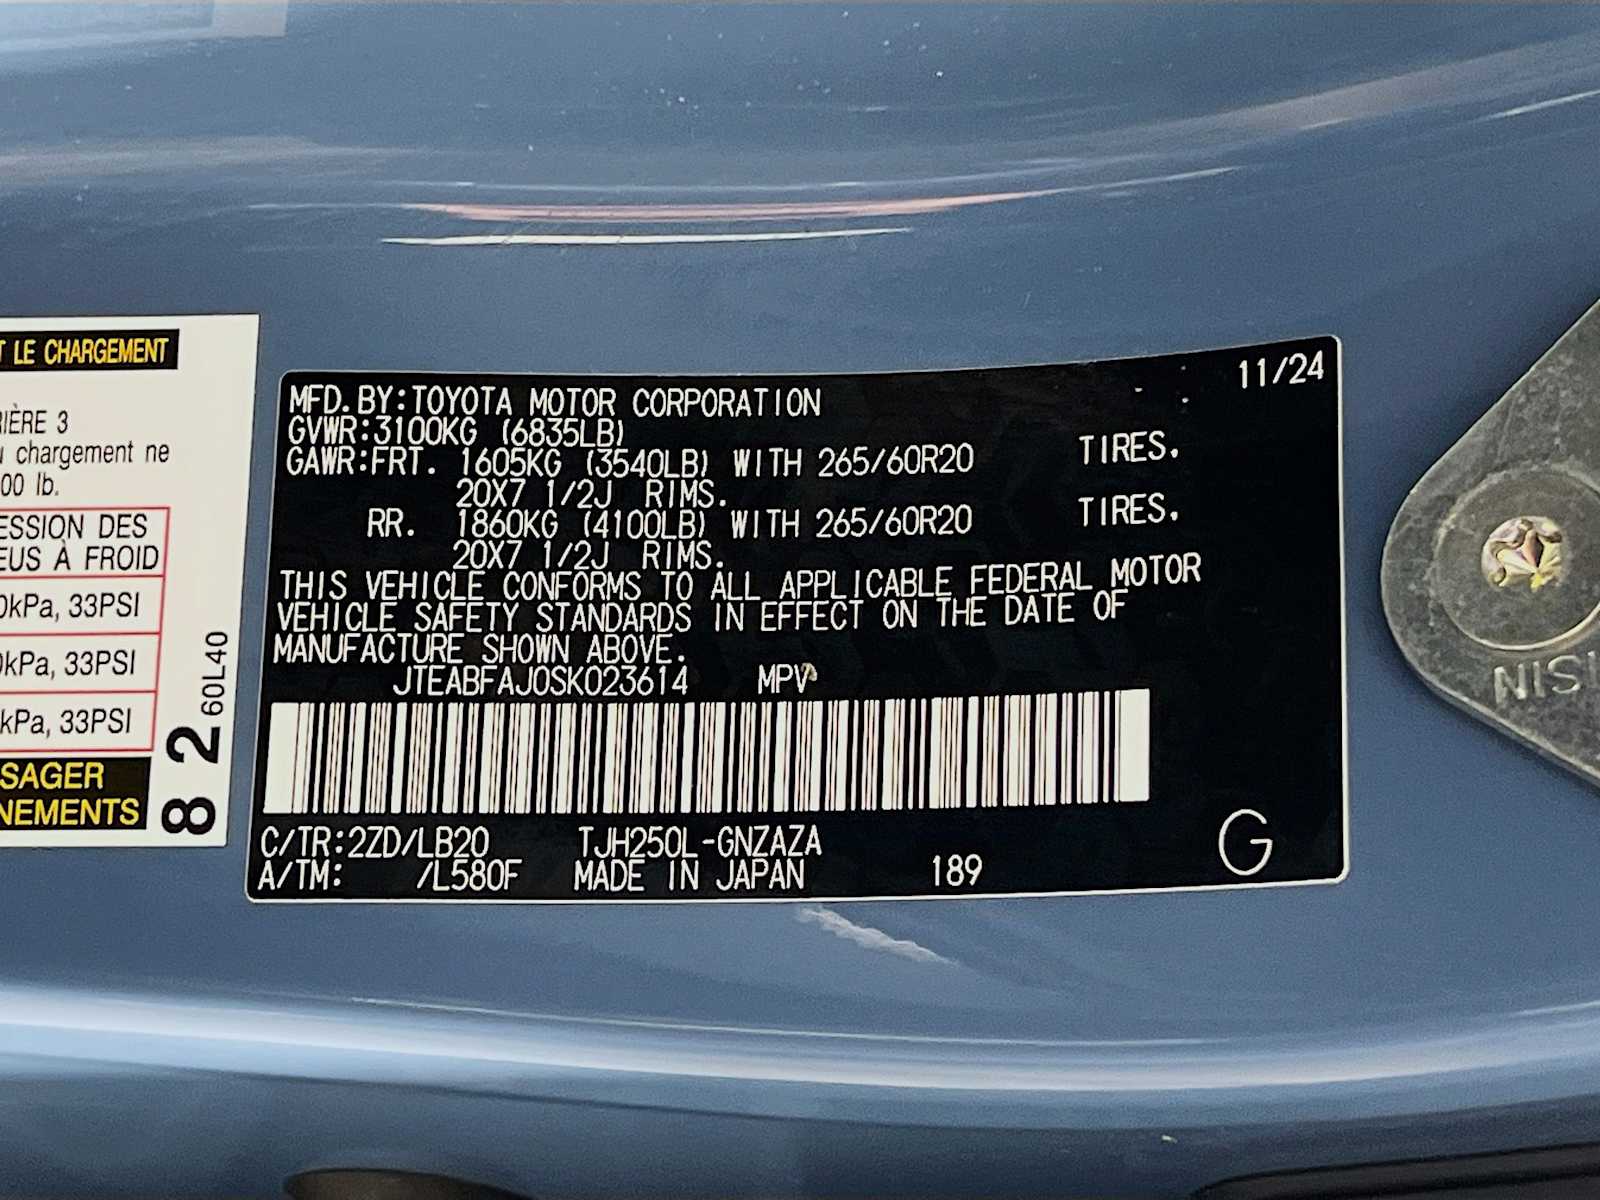 T LE CHARGEMENT
RIÈRE 3
u chargement ne
00 lb.
ESSION DES
EUS À FROID
0kPa, 33PSI
0kPa, 33PSI
kPa, 33PSI
SAGER
NEMENTS
82
60L40
11/24
MFD.BY:TOYOTA MOTOR CORPORATION
GVWR:3100KG (6835LB)
GAWR:FRT. 1605KG (3540LB) WITH 265/60R20 TIRES.
20X7 1/2J RIMS.
RR. 1860KG (4100LB) WITH 265/60R20 TIRES.
20X7 1/2J RIMS.
THIS VEHICLE CONFORMS TO ALL APPLICABLE FEDERAL MOTOR
VEHICLE SAFETY STANDARDS IN EFFECT ON THE DATE OF
MANUFACTURE SHOWN ABOVE.
JTEABFAJ0SK023614 MPV
C/TR:2ZD/LB20 TJH250L-GNZAZA
A/TM: /L580F MADE IN JAPAN 189
G
NISI